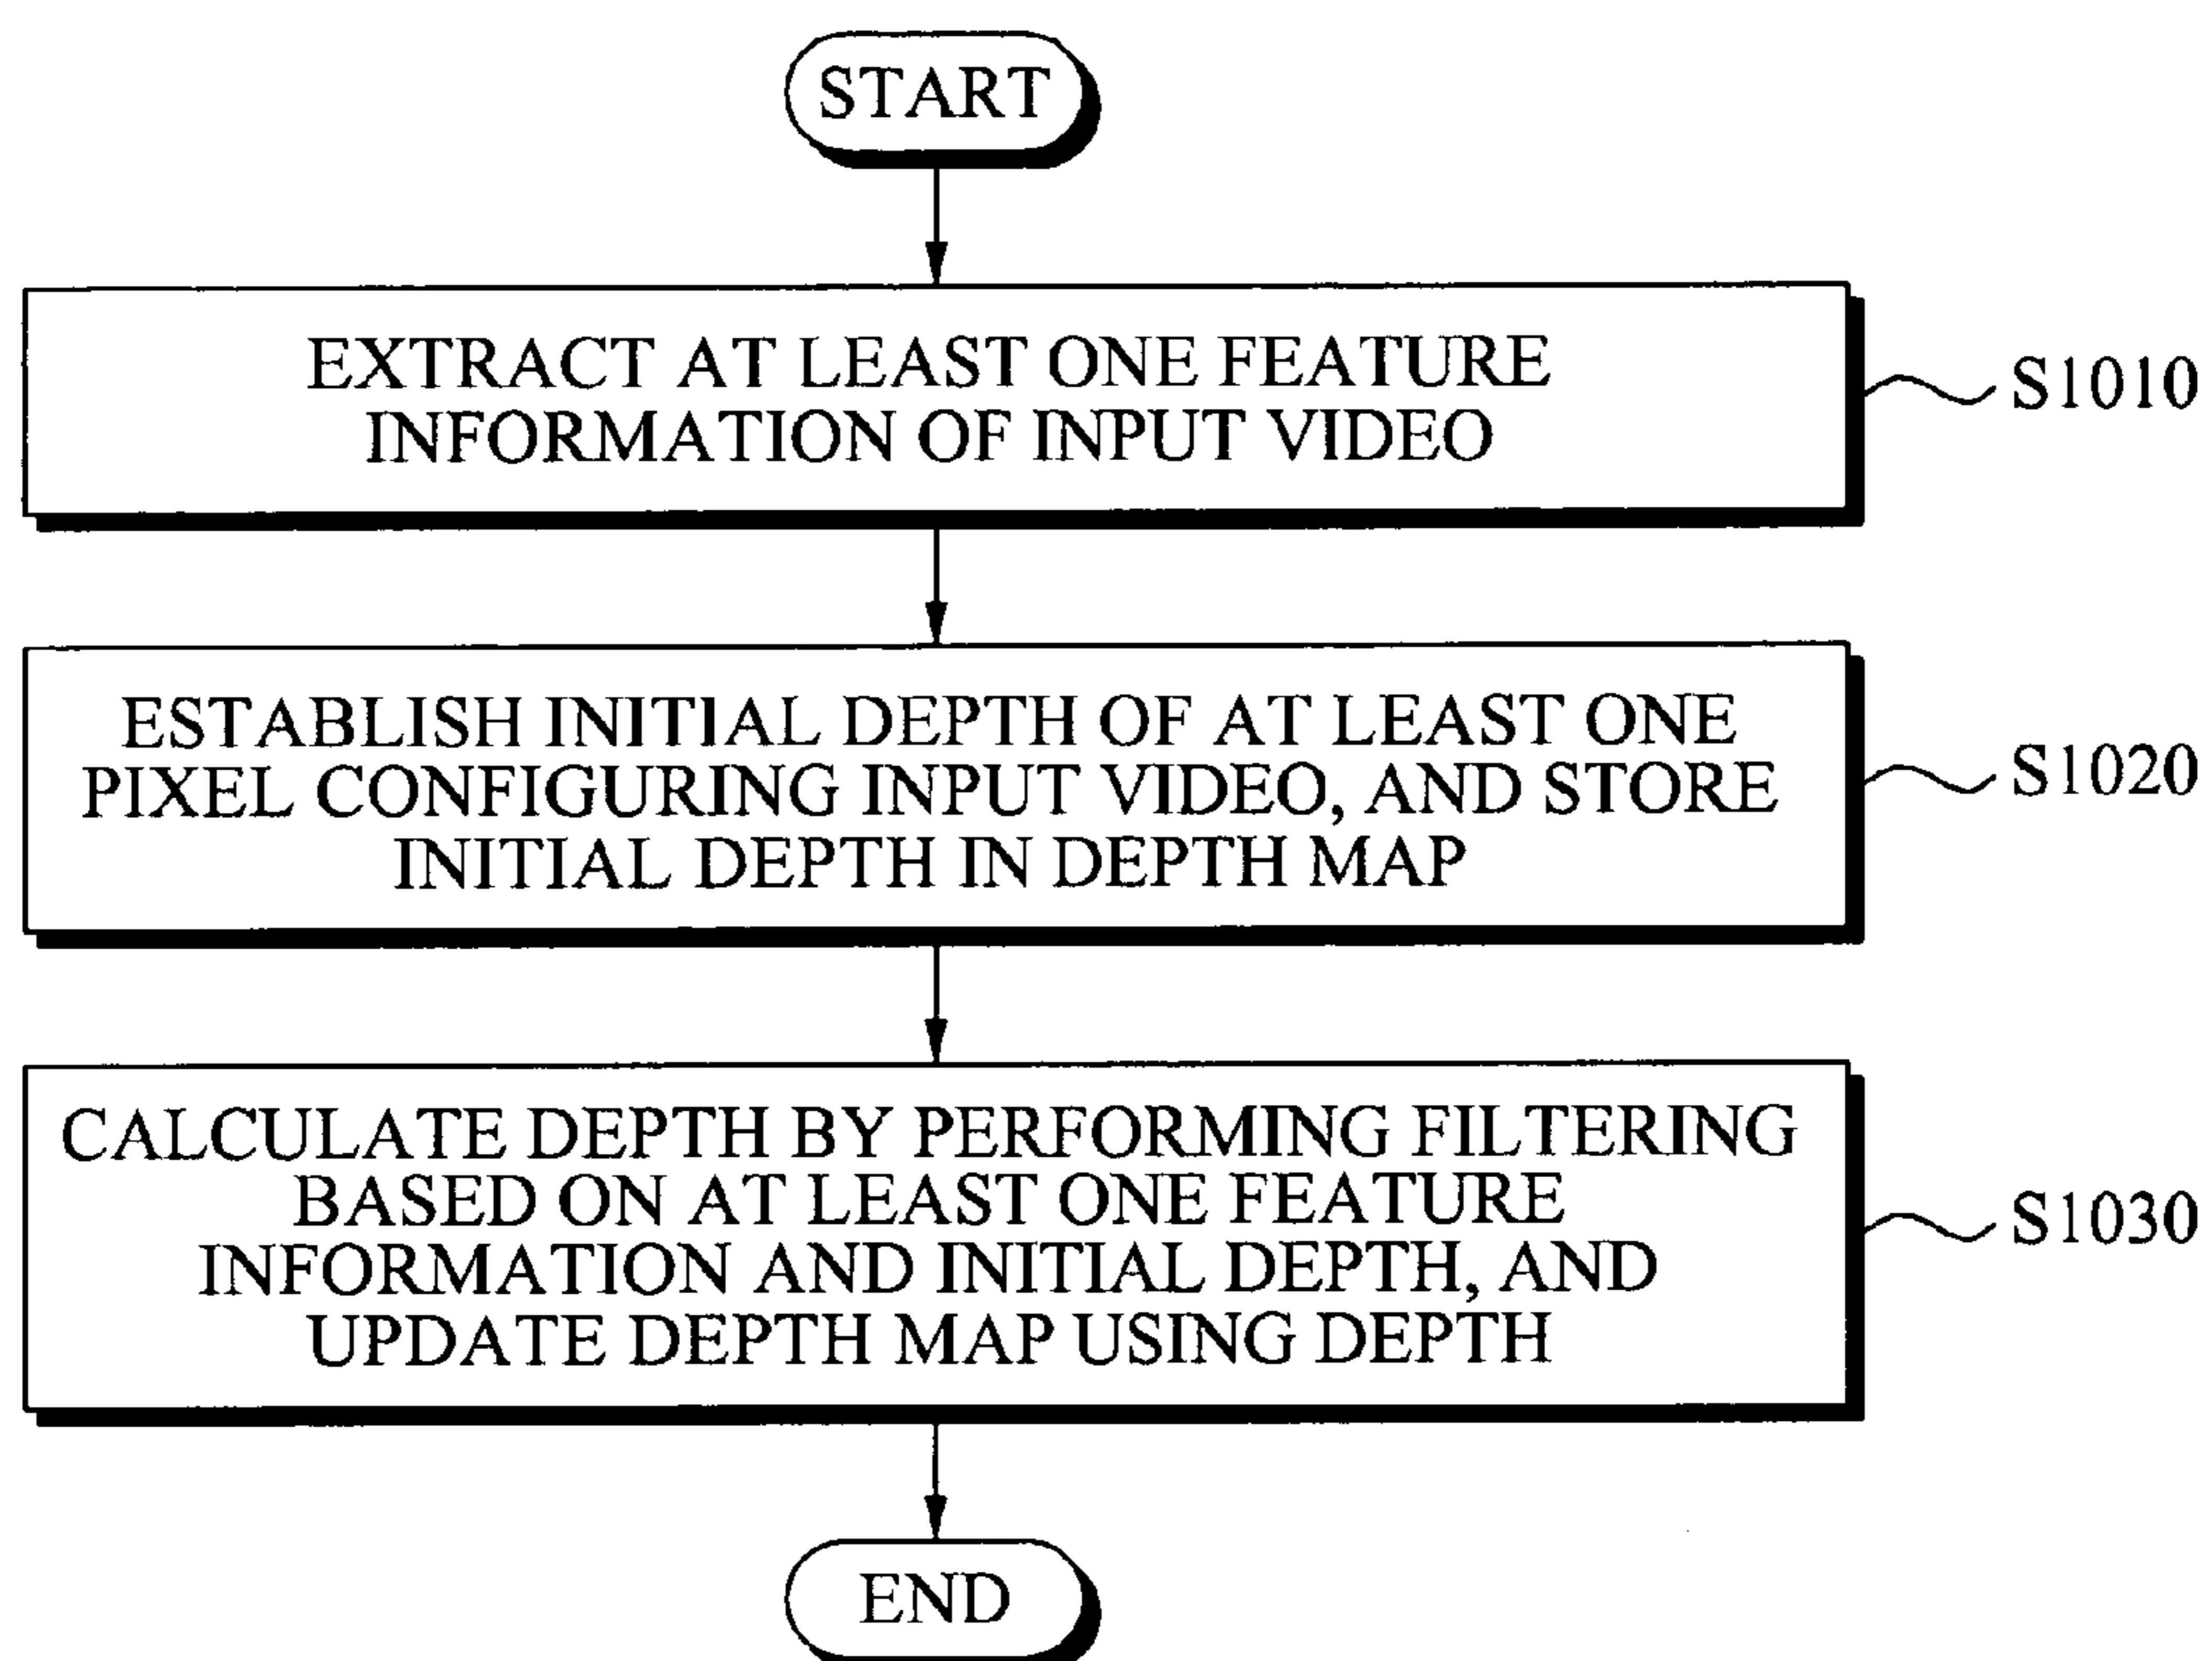 START
EXTRACT AT LEAST ONE FEATURE
INFORMATION OF INPUT VIDEO
S1010
ESTABLISH INITIAL DEPTH OF AT LEAST ONE
PIXEL CONFIGURING INPUT VIDEO, AND STORE
INITIAL DEPTH IN DEPTH MAP
S1020
CALCULATE DEPTH BY PERFORMING FILTERING
BASED ON AT LEAST ONE FEATURE
INFORMATION AND INITIAL DEPTH, AND
UPDATE DEPTH MAP USING DEPTH
S1030
END